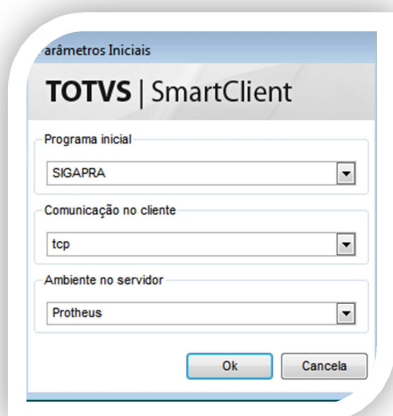 arâmetros Iniciais
TOTVS | SmartClient
Programa inicial
SIGAPRA
Comunicação no cliente
tcp
Ambiente no servidor
Protheus
Ok Cancela